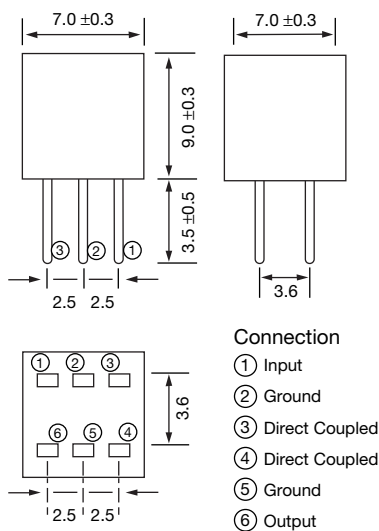 7.0 ±0.3
7.0 ±0.3
9.0 ±0.3
3.5 ±0.5
③ ② ①
2.5 2.5
3.6
① ② ③
3.6
⑥ ⑤ ④
2.5 2.5
Connection
① Input
② Ground
③ Direct Coupled
④ Direct Coupled
⑤ Ground
⑥ Output